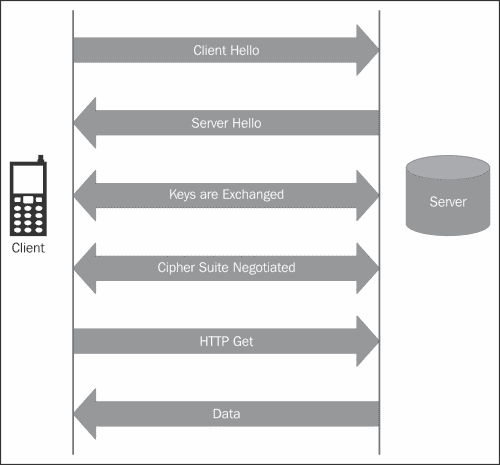 Client Hello
Server Hello
Keys are Exchanged
Client
Server
Cipher Suite Negotiated
HTTP Get
Data